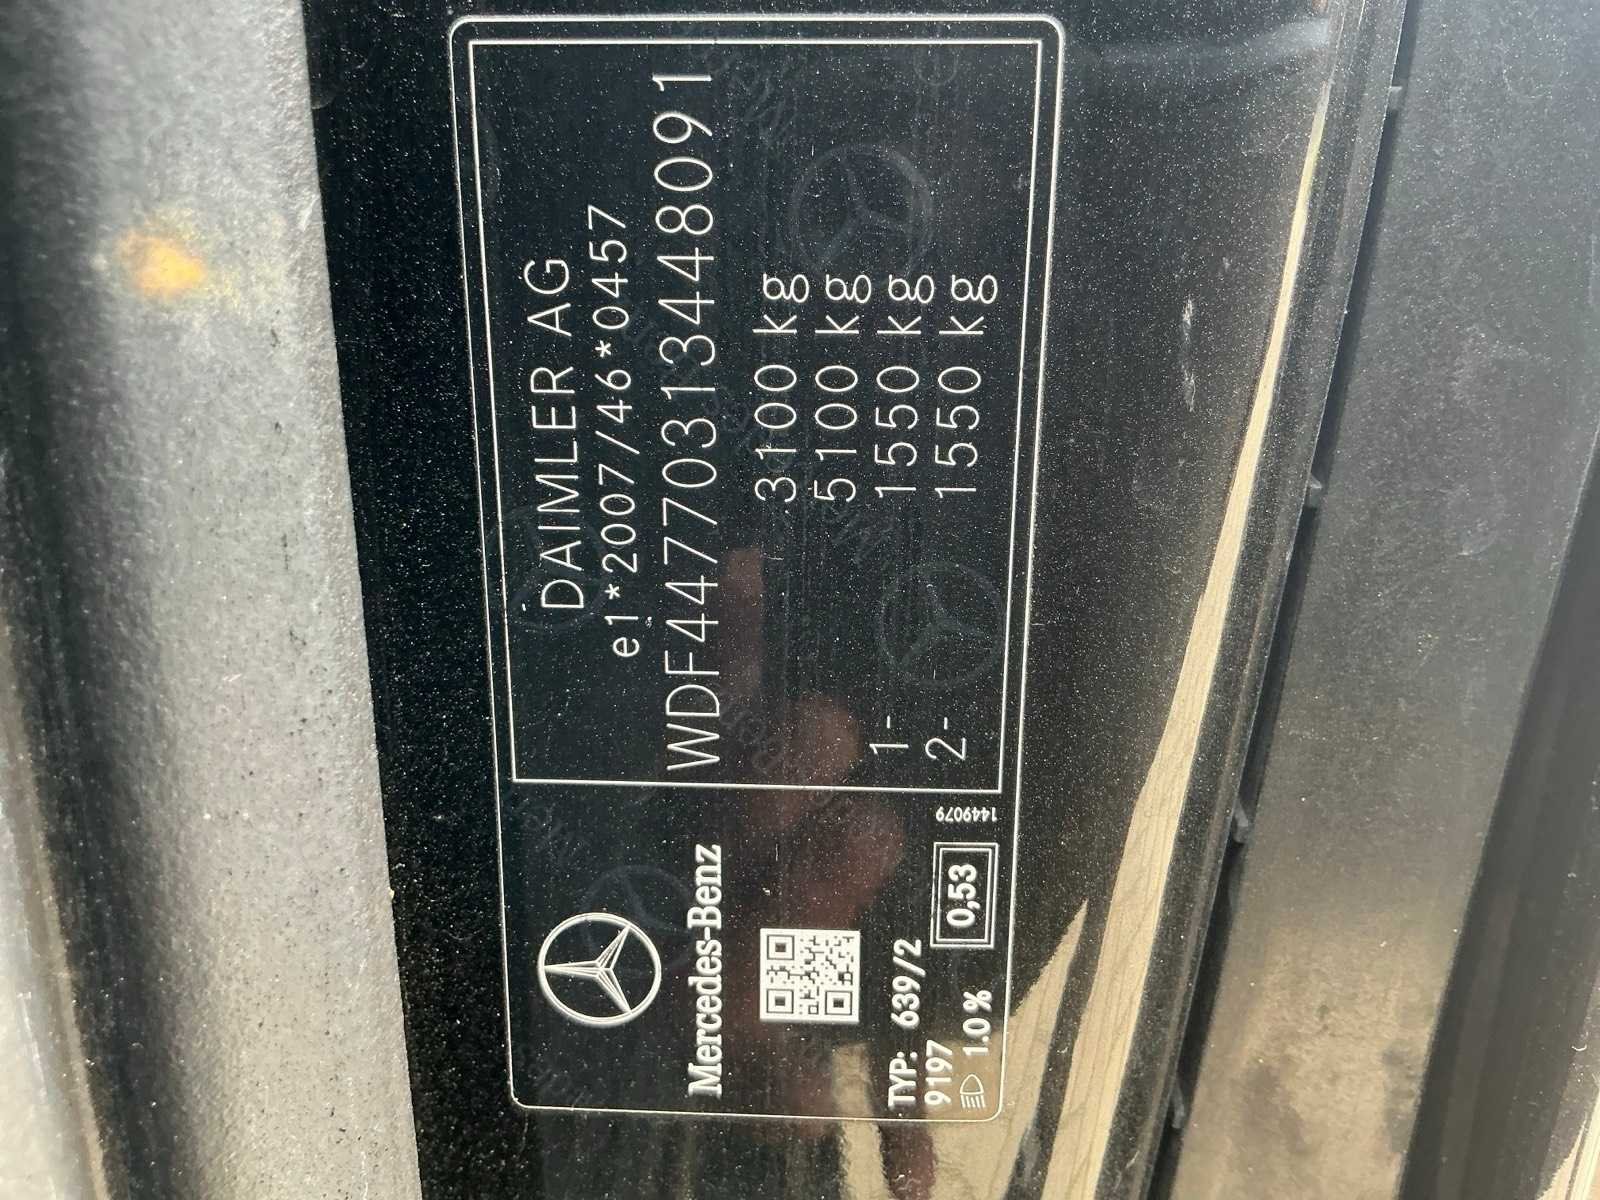 DAIMLER AG
e1*2007/46*0457
WDF44770313448091
3100 kg
5100 kg
1- 1550 kg
2- 1550 kg
Mercedes-Benz
TYP: 639/2
9197
0,53
1.0 %
1449079